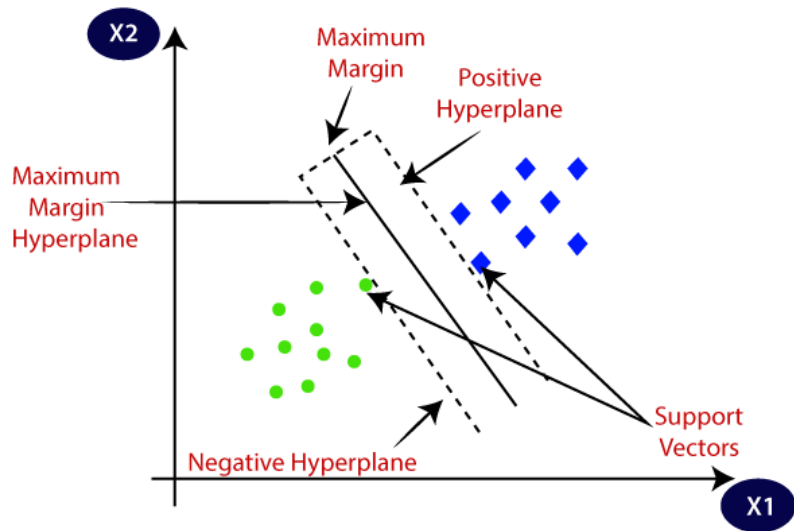 X2
Maximum
Margin
Positive
Hyperplane
Maximum
Margin
Hyperplane
Support
Vectors
Negative Hyperplane
X1